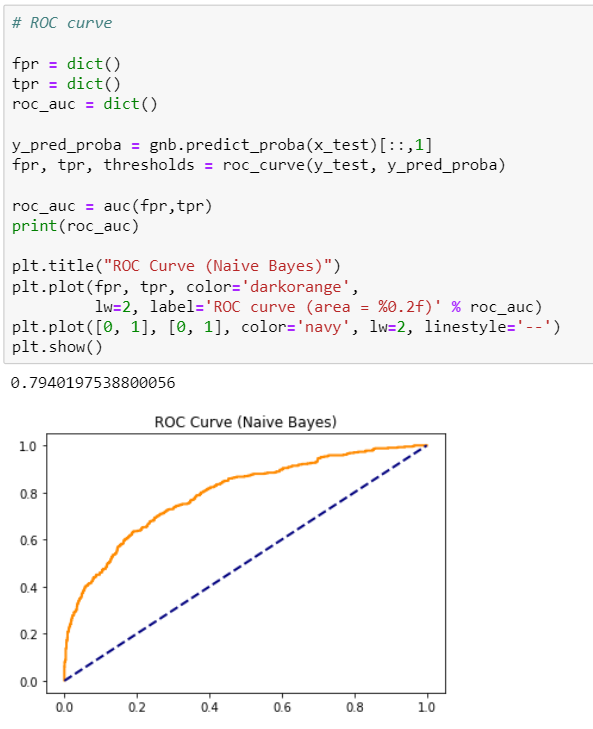 # ROC curve
fpr = dict()
tpr = dict()
roc_auc = dict()
y_pred_proba = gnb.predict_proba(x_test)[::,1]
fpr, tpr, thresholds = roc_curve(y_test, y_pred_proba)
roc_auc = auc(fpr,tpr)
print(roc_auc)
plt.title("ROC Curve (Naive Bayes)")
plt.plot(fpr, tpr, color='darkorange',
         lw=2, label='ROC curve (area = %0.2f)' % roc_auc)
plt.plot([0, 1], [0, 1], color='navy', lw=2, linestyle='--')
plt.show()
0.7940197538800056
ROC Curve (Naive Bayes)
1.0
0.8
0.6
0.4
0.2
0.0
0.0 0.2 0.4 0.6 0.8 1.0